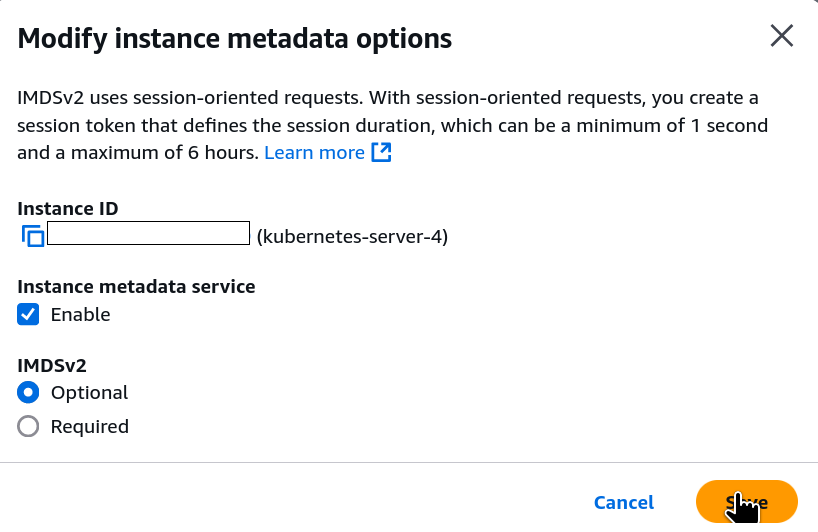 Modify instance metadata options
IMDSv2 uses session-oriented requests. With session-oriented requests, you create a
session token that defines the session duration, which can be a minimum of 1 second
and a maximum of 6 hours. Learn more
Instance ID
(kubernetes-server-4)
Instance metadata service
Enable
IMDSv2
Optional
Required
Cancel
Save